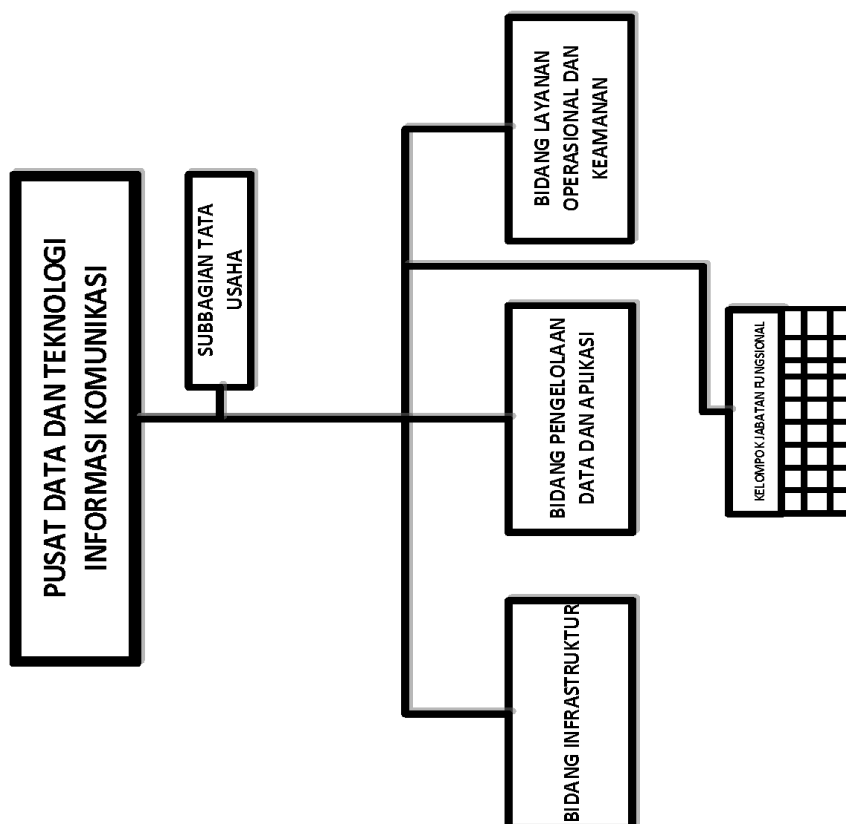 PUSAT DATA DAN TEKNOLOGI
INFORMASI KOMUNIKASI
SUBBAGIAN TATA
USAHA
BIDANG INFRASTRUKTUR
BIDANG PENGELOLAAN
DATA DAN APLIKASI
BIDANG LAYANAN
OPERASIONAL DAN
KEAMANAN
KELOMPOK JABATAN FUNGSIONAL